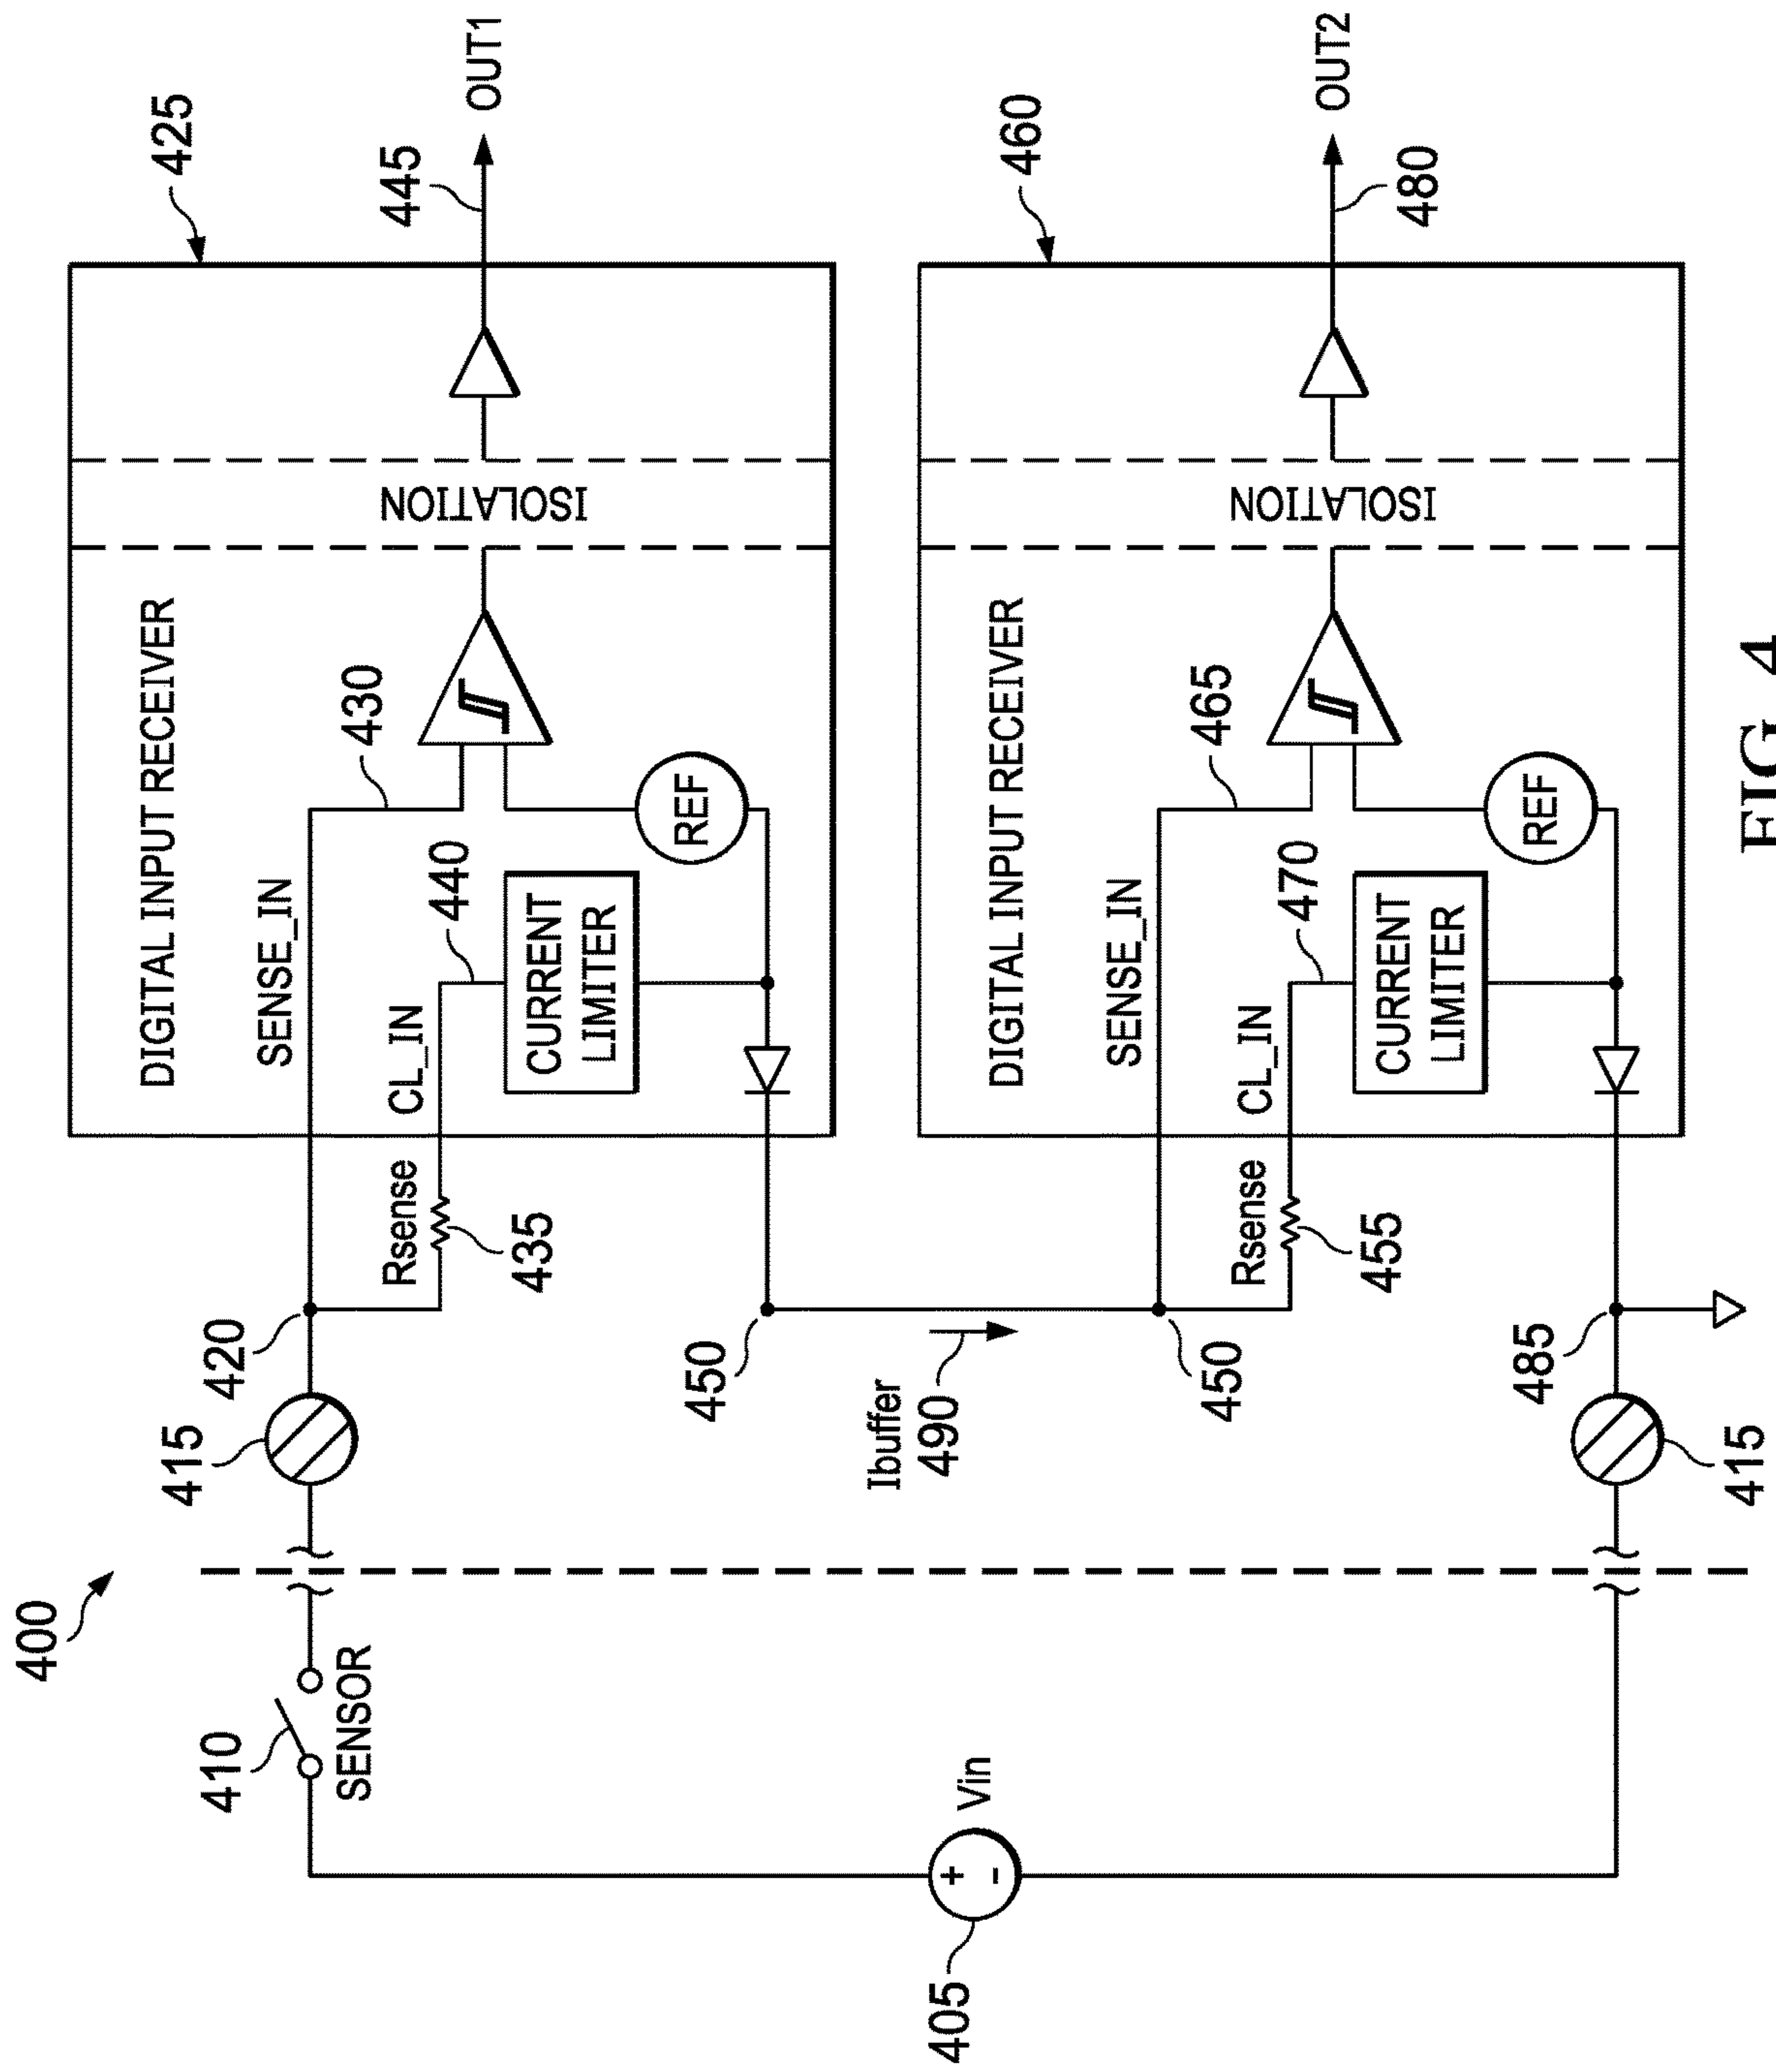 400
405
+
-
Vin
410
SENSOR
415
420
Rsense
435
425
DIGITAL INPUT RECEIVER
SENSE_IN
430
CL_IN
440
CURRENT
LIMITER
REF
ISOLATION
445
OUT1
450
Ibuffer
490
450
Rsense
455
460
DIGITAL INPUT RECEIVER
SENSE_IN
465
CL_IN
470
CURRENT
LIMITER
REF
ISOLATION
480
OUT2
485
415
FIG. 4